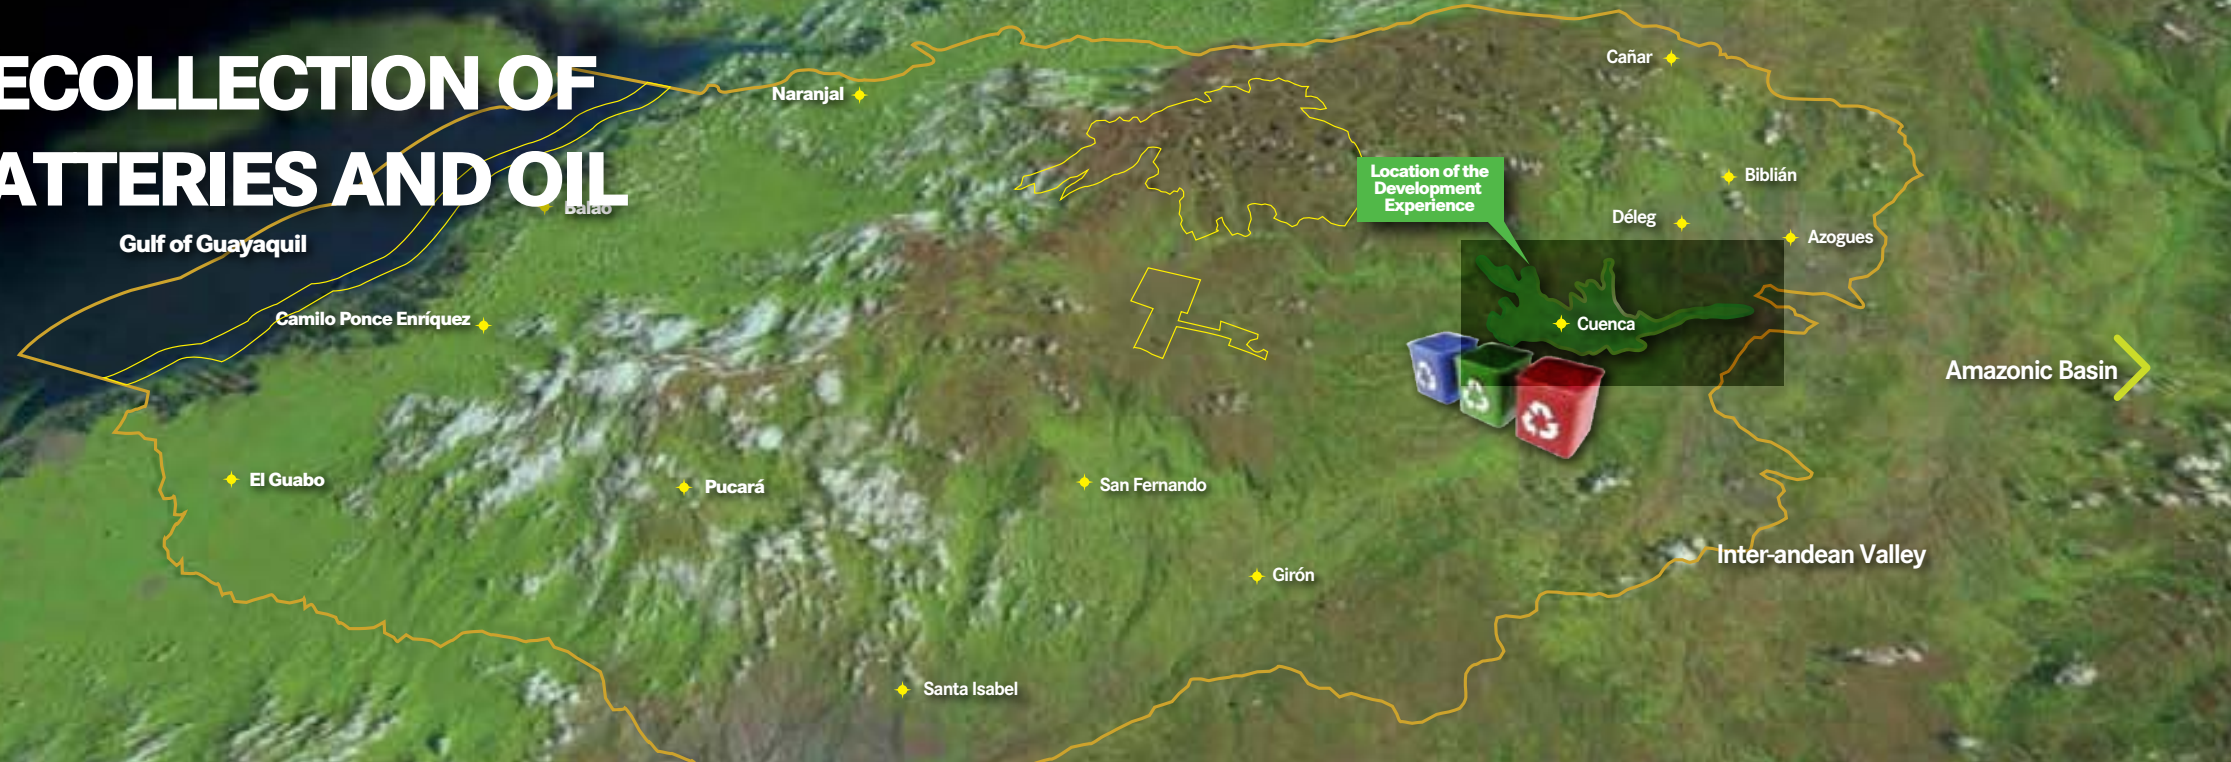 ECOLLECTION OF
ATTERIES AND OIL
Cañar
Naranjal
Location of the
Development
Experience
Biblián
Balao
Déleg
Azogues
Gulf of Guayaquil
Camilo Ponce Enríquez
Cuenca
Amazonic Basin
El Guabo
Pucará
San Fernando
Inter-andean Valley
Girón
Santa Isabel